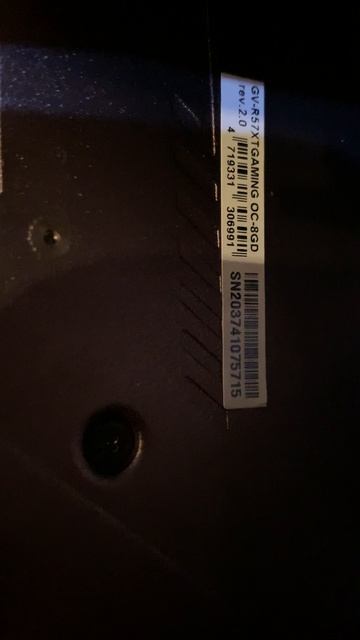 GV-R57XTGAMING OC-8GD
rev.2.0
4 719331 306991
SN203741075715